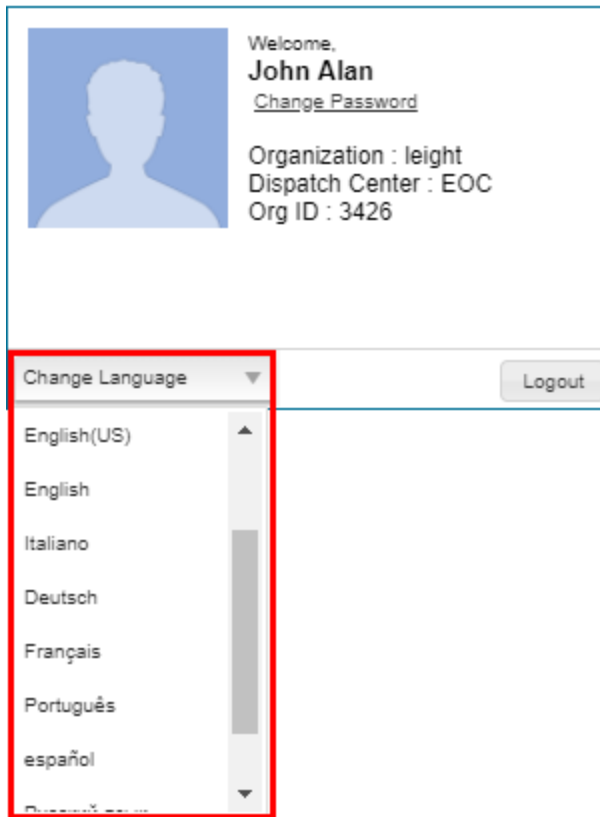 Welcome,
John Alan
Change Password
Organization : leight
Dispatch Center : EOC
Org ID : 3426
Change Language
Logout
English(US)
English
Italiano
Deutsch
Français
Português
español